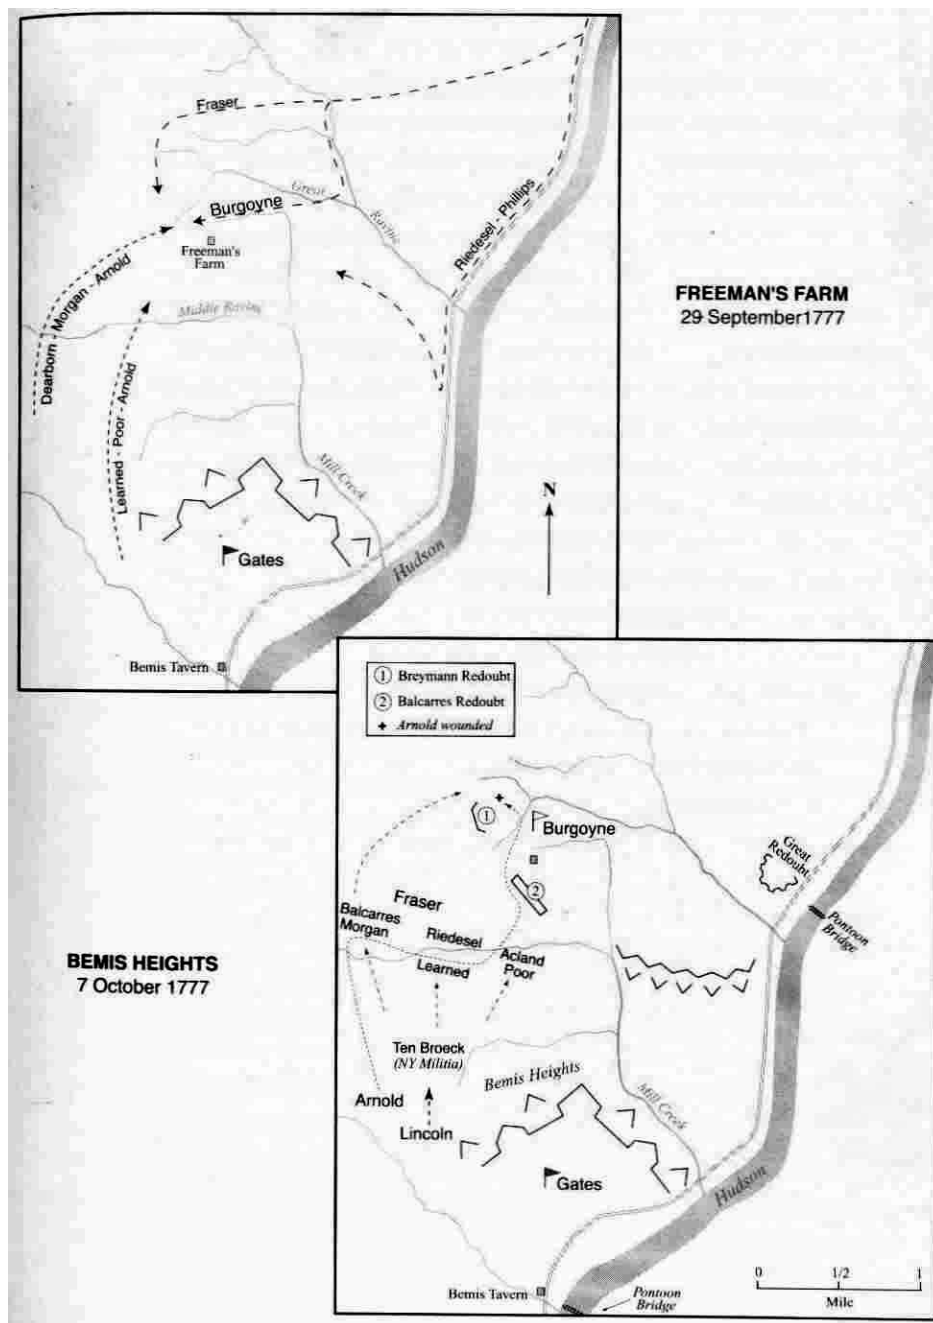 Fraser
Great
Ravine
Burgoyne
Freeman's
Farm
Riedesel - Phillips
Dearborn - Morgan - Arnold
Middle Ravine
Learned - Poor - Arnold
Mill Creek
Gates
Hudson
N
Bemis Tavern
FREEMAN'S FARM
29 September 1777
BEMIS HEIGHTS
7 October 1777
1 Breymann Redoubt
2 Balcarres Redoubt
Arnold wounded
1
Burgoyne
2
Great
Redoubt
Pontoon
Bridge
Fraser
Balcarres
Morgan
Riedesel
Learned
Acland
Poor
Ten Broeck
(NY Militia)
Bemis Heights
Arnold
Lincoln
Mill Creek
Gates
Hudson
Bemis Tavern
Pontoon
Bridge
0 1/2 1
Mile